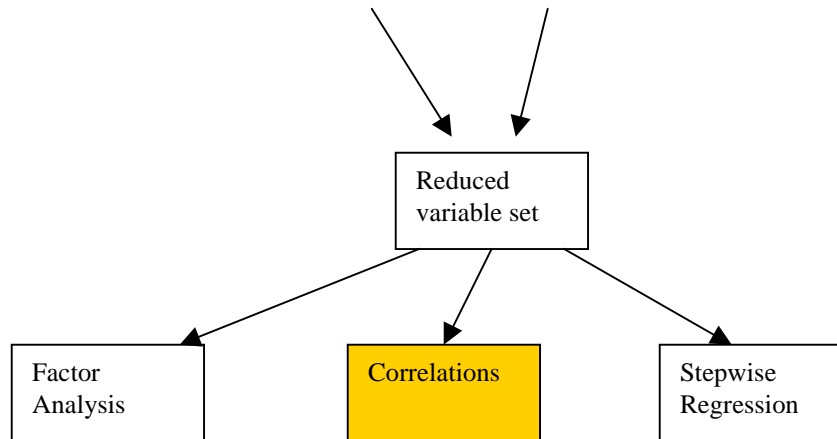 Reduced
variable set
Factor
Analysis
Correlations
Stepwise
Regression